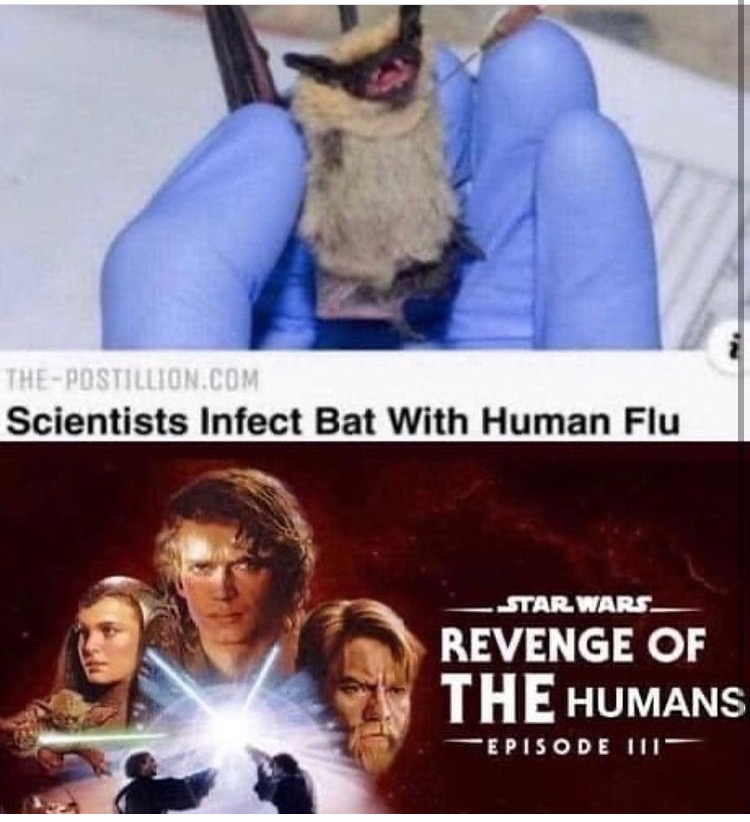 i
THE-POSTILLION.COM
Scientists Infect Bat With Human Flu
STAR WARS
REVENGE OF
THE HUMANS
EPISODE III